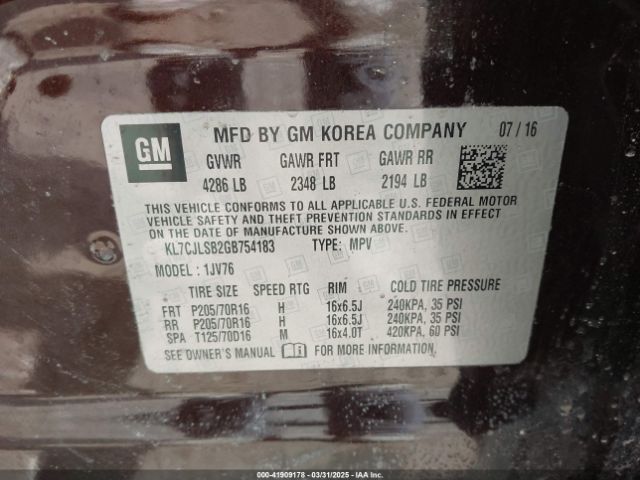 GM MFD BY GM KOREA COMPANY 07/16
GVWR GAWR FRT GAWR RR
4286 LB 2348 LB 2194 LB
THIS VEHICLE CONFORMS TO ALL APPLICABLE U.S. FEDERAL MOTOR
VEHICLE SAFETY AND THEFT PREVENTION STANDARDS IN EFFECT
ON THE DATE OF MANUFACTURE SHOWN ABOVE.
KL7CJLSB2GB754183 TYPE: MPV
MODEL : 1JV76
TIRE SIZE SPEED RTG RIM COLD TIRE PRESSURE
FRT P205/70R16 H 16x6.5J 240KPA, 35 PSI
RR P205/70R16 H 16x6.5J 240KPA, 35 PSI
SPA T125/70D16 M 16x4.0T 420KPA, 60 PSI
SEE OWNER'S MANUAL FOR MORE INFORMATION
000-41909178 - 03/31/2025 - IAA, Inc.